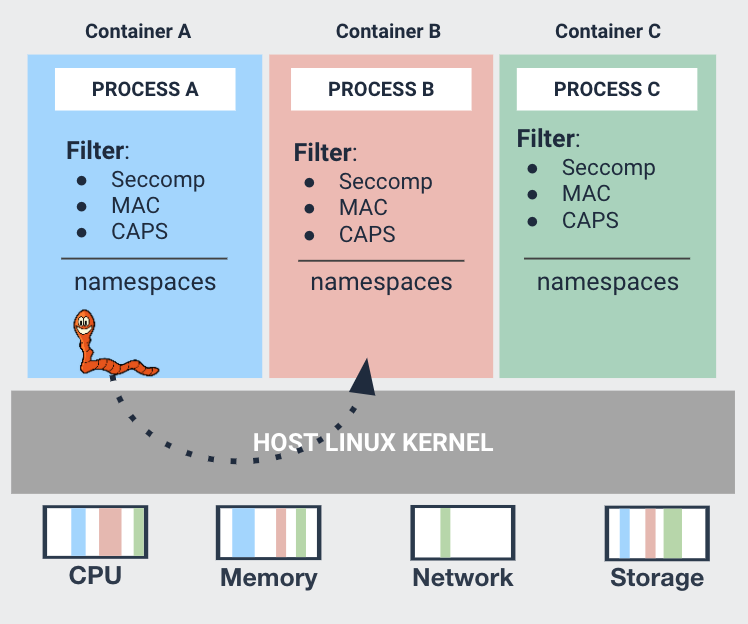 Container A
Container B
Container C
PROCESS A
PROCESS B
PROCESS C
Filter:
● Seccomp
● MAC
● CAPS
namespaces
Filter:
● Seccomp
● MAC
● CAPS
namespaces
Filter:
● Seccomp
● MAC
● CAPS
namespaces
HOST LINUX KERNEL
CPU
Memory
Network
Storage